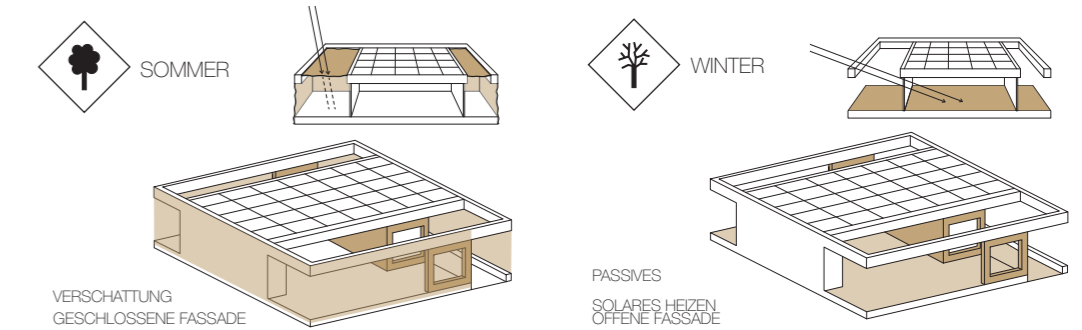 SOMMER
VERSCHATTUNG
GESCHLOSSENE FASSADE
WINTER
PASSIVES
SOLARES HEIZEN
OFFENE FASSADE